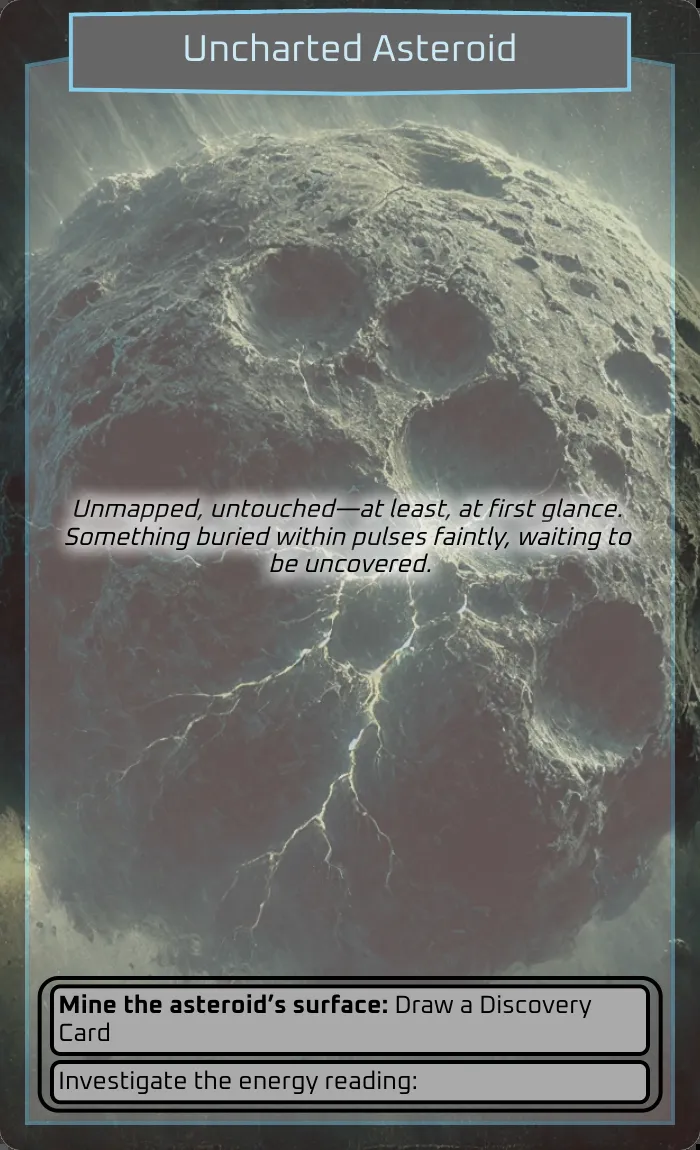 Uncharted Asteroid
Unmapped, untouched—at least, at first glance.
Something buried within pulses faintly, waiting to
be uncovered.
Mine the asteroid’s surface: Draw a Discovery
Card
Investigate the energy reading: